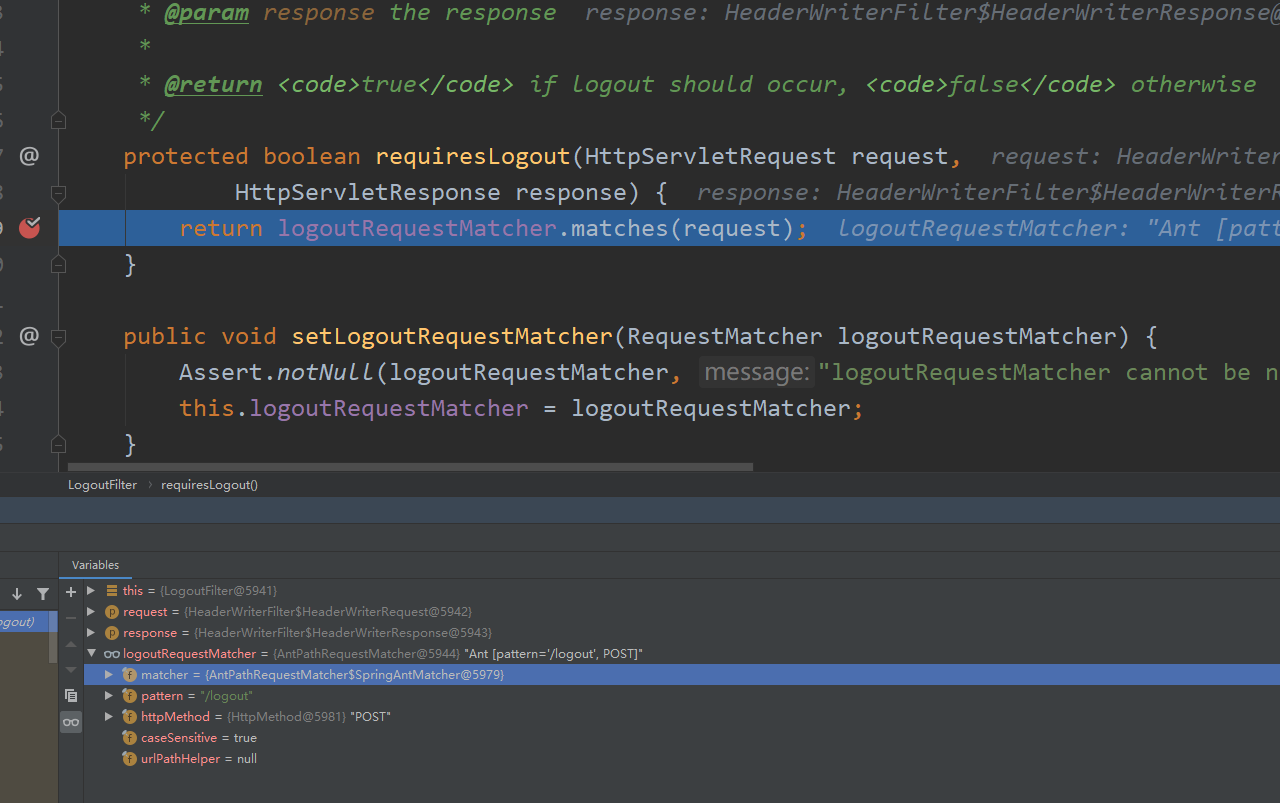 * @param response the response response: HeaderWriterFilter$HeaderWriterResponse@
*
* @return <code>true</code> if logout should occur, <code>false</code> otherwise
*/
protected boolean requiresLogout(HttpServletRequest request, request: HeaderWriter
HttpServletResponse response) { response: HeaderWriterFilter$HeaderWriterR
return logoutRequestMatcher.matches(request); logoutRequestMatcher: "Ant [patt
}
public void setLogoutRequestMatcher(RequestMatcher logoutRequestMatcher) {
Assert.notNull(logoutRequestMatcher, message: "logoutRequestMatcher cannot be n
this.logoutRequestMatcher = logoutRequestMatcher;
}
LogoutFilter › requiresLogout()
Variables
this = {LogoutFilter@5941}
request = {HeaderWriterFilter$HeaderWriterRequest@5942}
ogout)
response = {HeaderWriterFilter$HeaderWriterResponse@5943}
logoutRequestMatcher = {AntPathRequestMatcher@5944} "Ant [pattern='/logout', POST]"
matcher = {AntPathRequestMatcher$SpringAntMatcher@5979}
pattern = "/logout"
httpMethod = {HttpMethod@5981} "POST"
caseSensitive = true
urlPathHelper = null